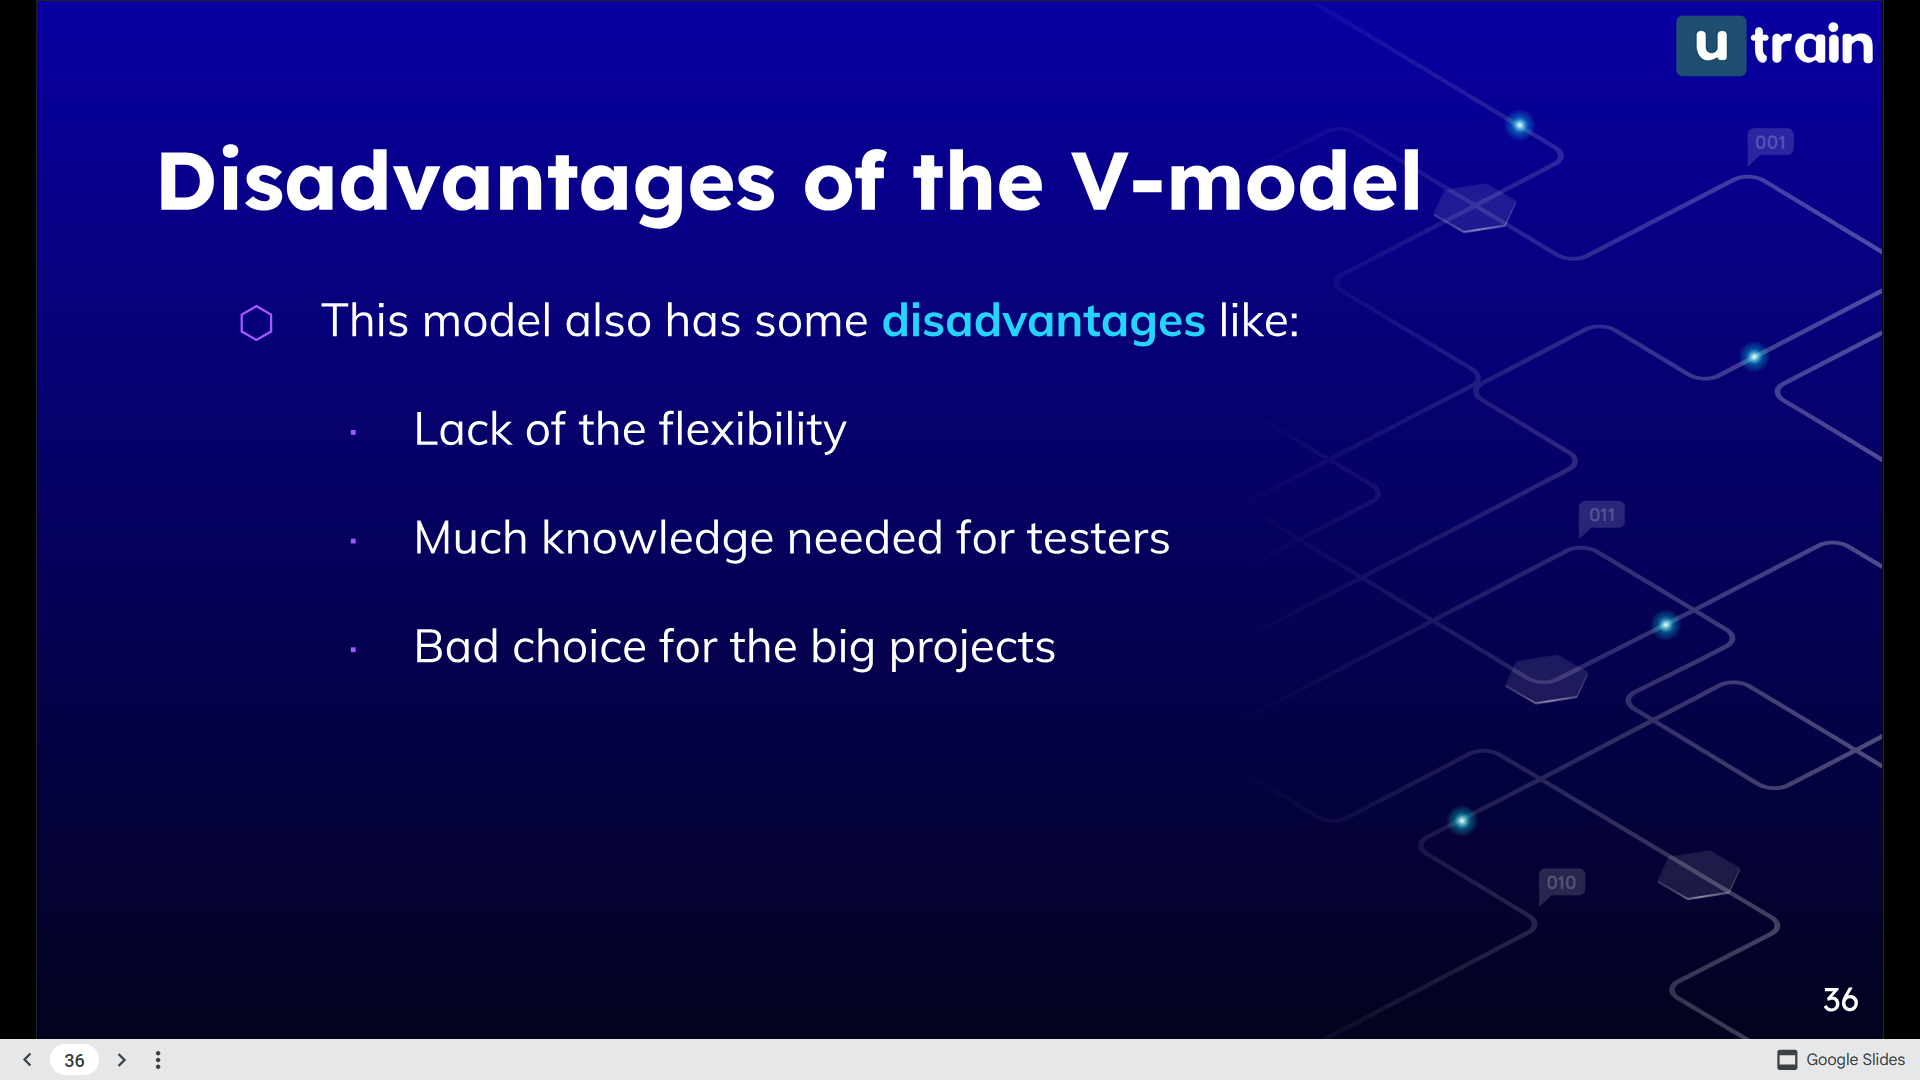 u train
001
Disadvantages of the V-model
This model also has some disadvantages like:
Lack of the flexibility
011
Much knowledge needed for testers
Bad choice for the big projects
010
36
36
Google Slides